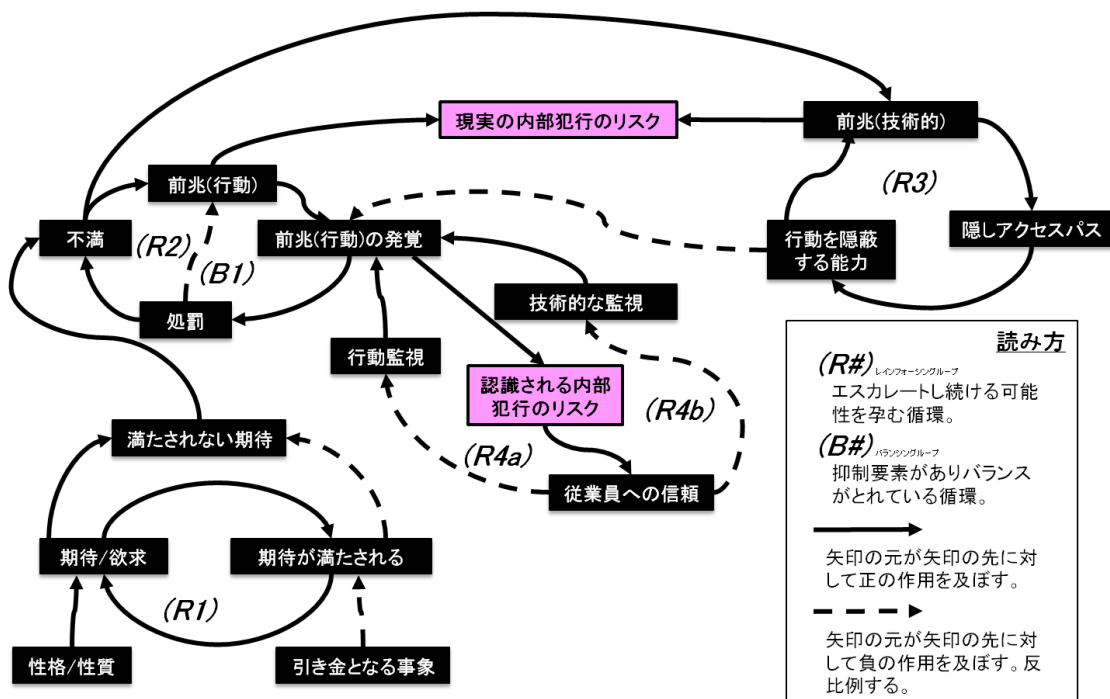 現実の内部犯行のリスク
前兆(技術的)
前兆(行動)
(R3)
不満
(R2)
前兆(行動)の発覚
行動を隠蔽
する能力
隠しアクセスパス
(B1)
処罰
技術的な監視
行動監視
認識される内部
犯行のリスク
(R4b)
満たされない期待
(R4a)
従業員への信頼
期待/欲求
期待が満たされる
(R1)
性格/性質
引き金となる事象
読み方
(R#) レインフォーシングループ
エスカレートし続ける可能
性を孕む循環。
(B#) バランシングループ
抑制要素がありバランス
がとれている循環。
矢印の元が矢印の先に対
して正の作用を及ぼす。
矢印の元が矢印の先に対
して負の作用を及ぼす。反
比例する。